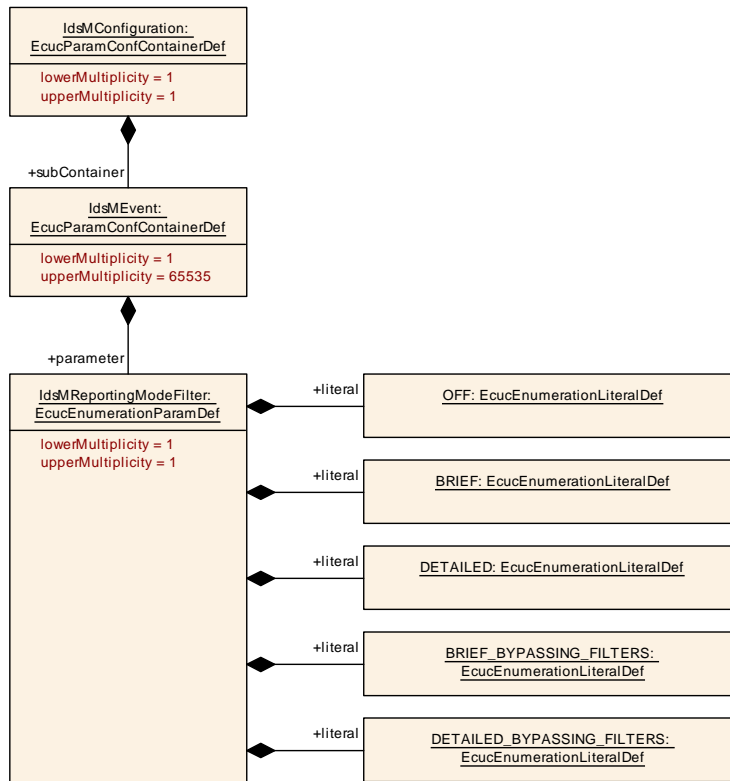 IdsMConfiguration:
EcucParamConfContainerDef
lowerMultiplicity = 1
upperMultiplicity = 1
+subContainer
IdsMEvent:
EcucParamConfContainerDef
lowerMultiplicity = 1
upperMultiplicity = 65535
+parameter
IdsMReportingModeFilter:
EcucEnumerationParamDef
lowerMultiplicity = 1
upperMultiplicity = 1
+literal
OFF: EcucEnumerationLiteralDef
+literal
BRIEF: EcucEnumerationLiteralDef
+literal
DETAILED: EcucEnumerationLiteralDef
+literal
BRIEF_BYPASSING_FILTERS:
EcucEnumerationLiteralDef
+literal
DETAILED_BYPASSING_FILTERS:
EcucEnumerationLiteralDef